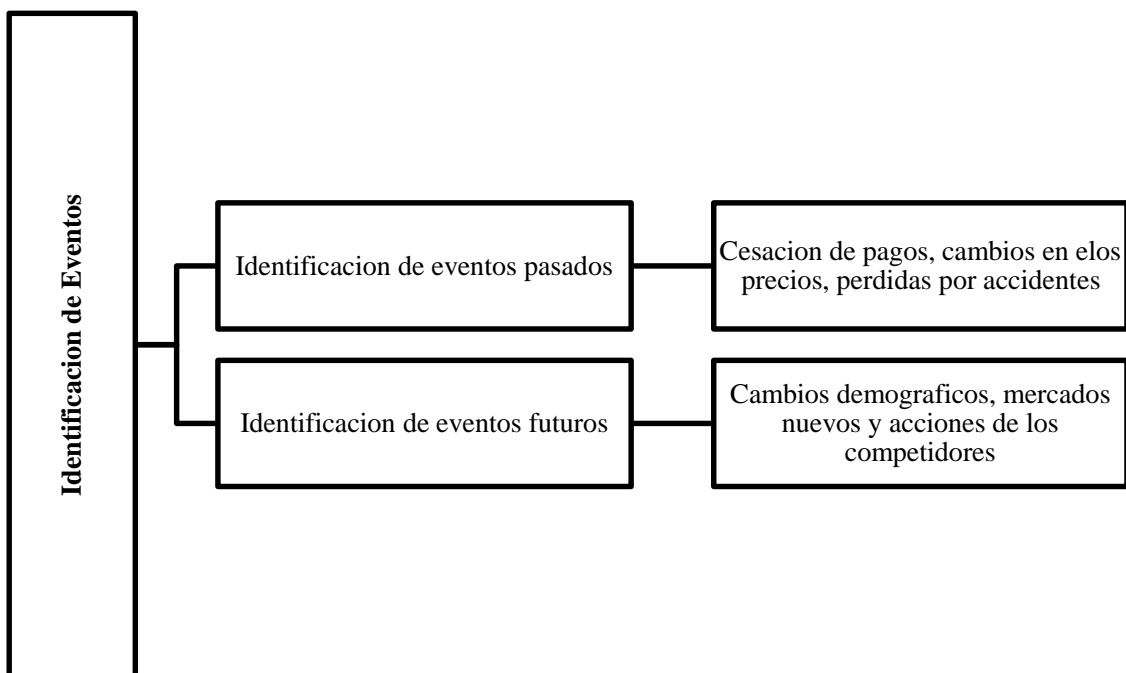 Identificacion de Eventos
Identificacion de eventos pasados
Cesacion de pagos, cambios en elos
precios, perdidas por accidentes
Identificacion de eventos futuros
Cambios demograficos, mercados
nuevos y acciones de los
competidores